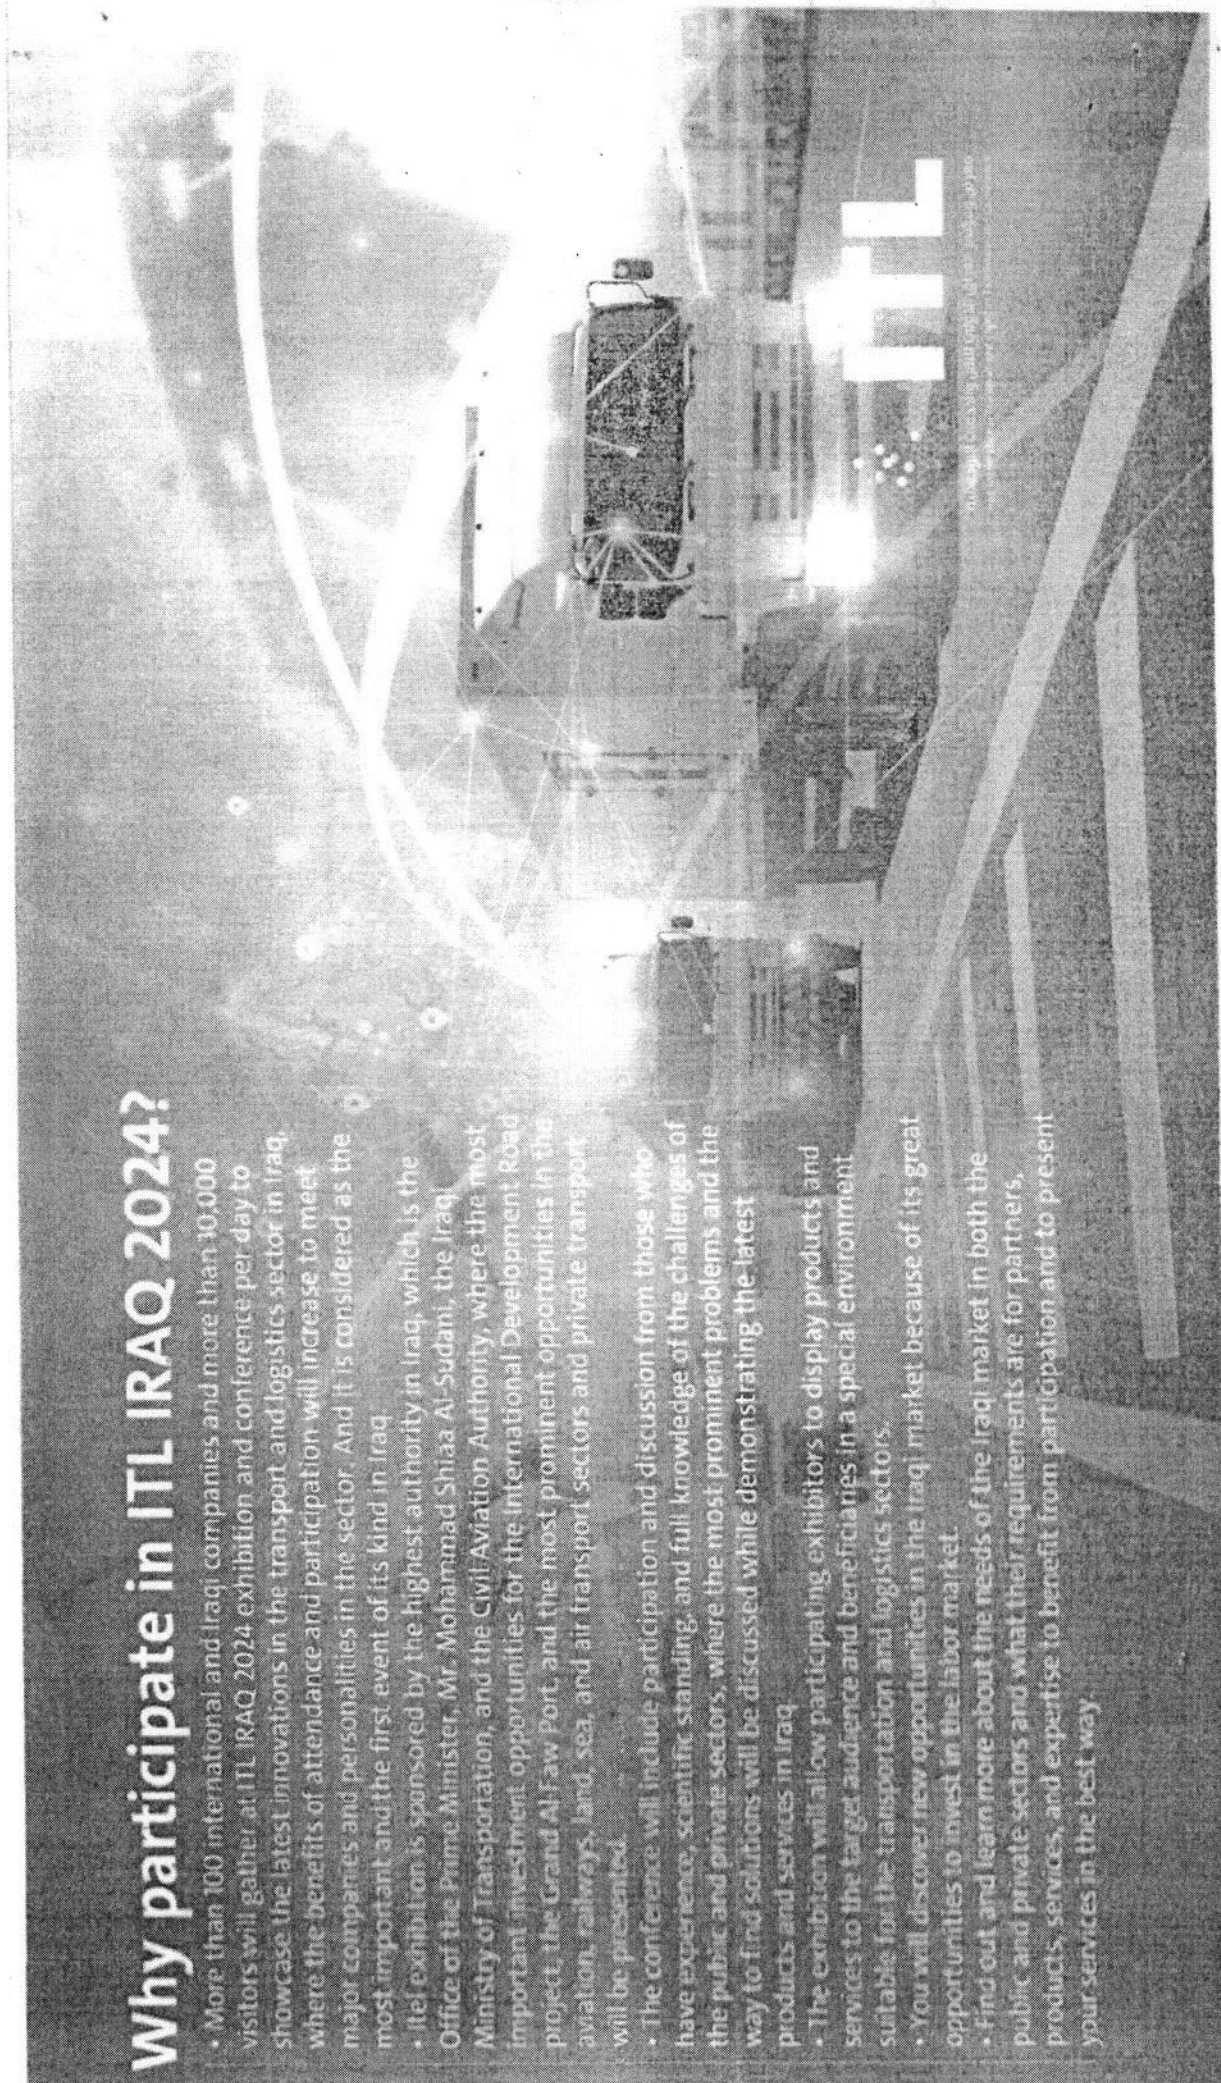 Why participate in ITL IRAQ 2024?
• More than 100 international and Iraqi companies and more than 10,000
visitors will gather at ITL IRAQ 2024 exhibition and conference per day to
showcase the latest innovations in the transport and logistics sector in Iraq,
where the benefits of attendance and participation will increase to meet
major companies and personalities in the sector. And it is considered as the
most important and the first event of its kind in Iraq
• Itel exhibition is sponsored by the highest authority in Iraq, which is the
Office of the Prime Minister, Mr. Mohammad Shiaa Al-Sudani, the Iraqi
Ministry of Transportation, and the Civil Aviation Authority, where the most
important investment opportunities for the International Development Road
project, the Grand Al-Faw Port, and the most prominent opportunities in the
aviation, railways, land, sea, and air transport sectors and private transport
will be presented.
• The conference will include participation and discussion from those who
have experience, scientific standing, and full knowledge of the challenges of
the public and private sectors, where the most prominent problems and the
way to find solutions will be discussed while demonstrating the latest
products and services in Iraq
• The exhibition will allow participating exhibitors to display products and
services to the target audience and beneficiaries in a special environment
suitable for the transportation and logistics sectors.
• You will discover new opportunities in the Iraqi market because of its great
opportunities to invest in the labor market.
• Find out and learn more about the needs of the Iraqi market in both the
public and private sectors and what their requirements are for partners,
products, services, and expertise to benefit from participation and to present
your services in the best way.
ITL